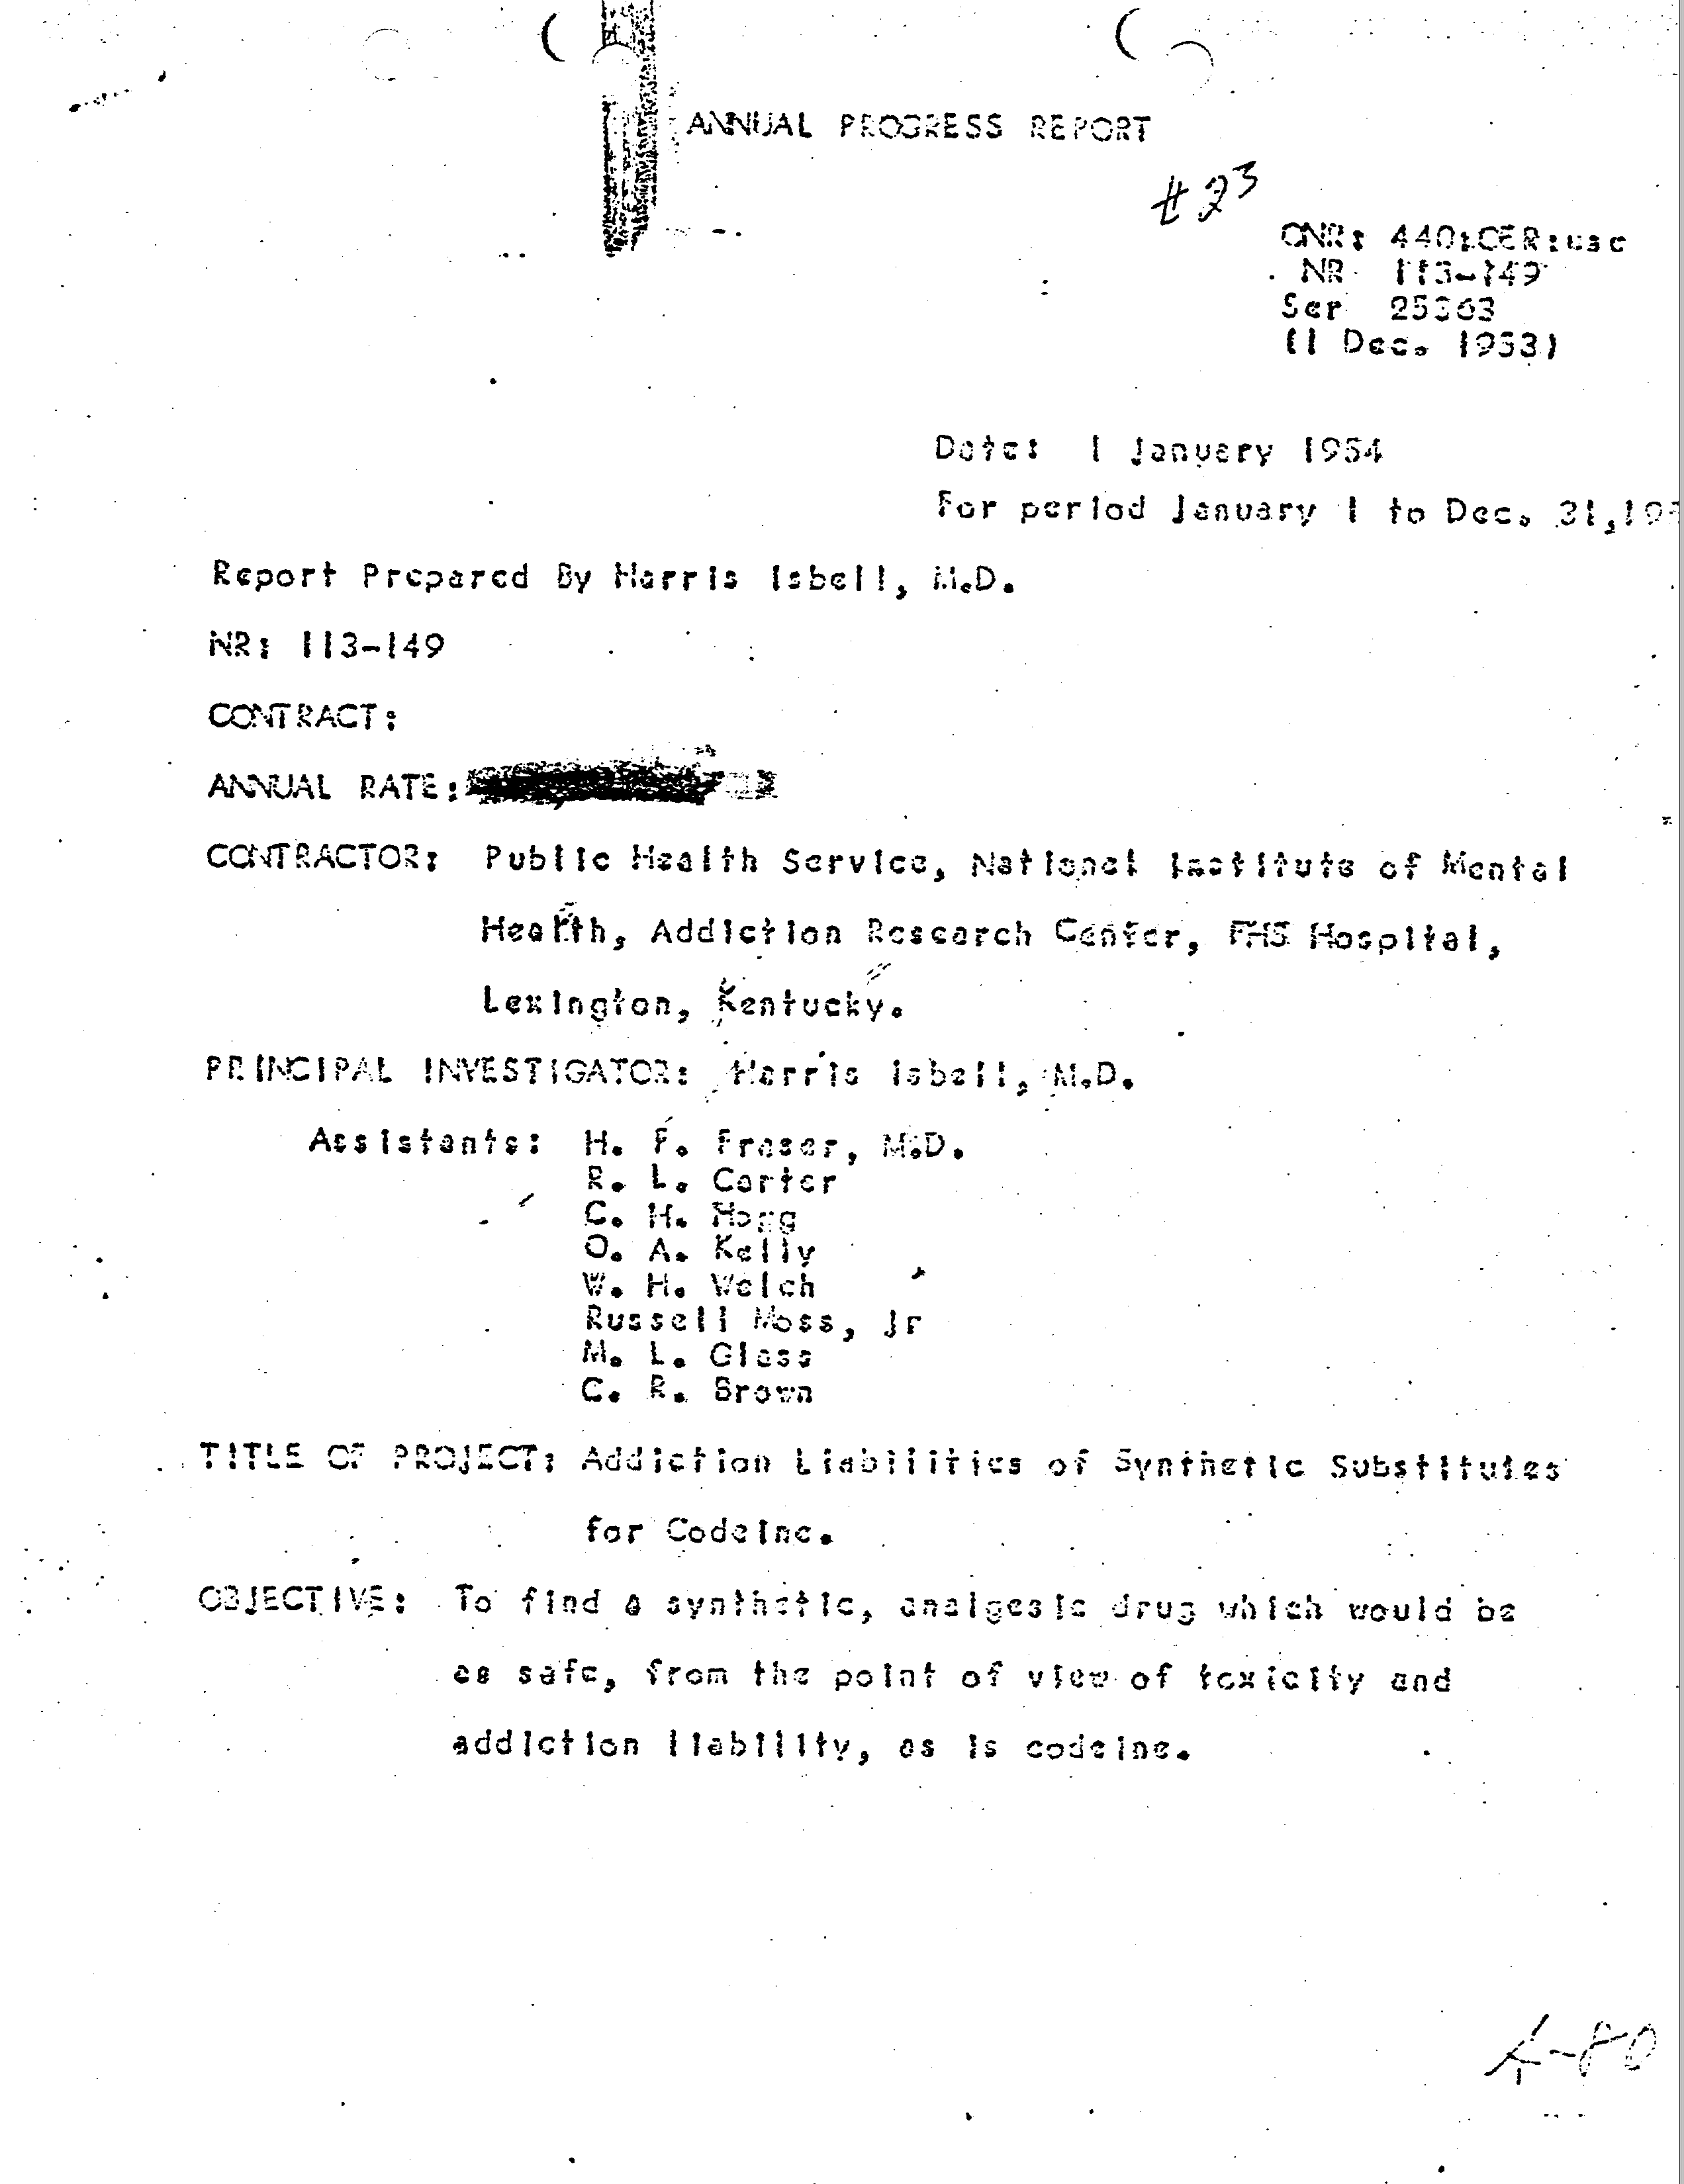 ANNUAL PROGRESS REPORT
#23
ONR: 440:CER:usc
NR 113-149
Ser 25363
(1 Dec. 1953)
Date: 1 January 1954
For period January 1 to Dec. 31,195
Report Prepared By Harris Isbell, M.D.
NR: 113-149
CONTRACT:
ANNUAL RATE:
CONTRACTOR: Public Health Service, National Institute of Mental
Health, Addiction Research Center, PHS Hospital,
Lexington, Kentucky.
PRINCIPAL INVESTIGATOR: Harris Isbell, M.D.
Assistants: H. F. Fraser, M.D.
R. L. Carter
C. H. Hogg
O. A. Kelly
W. H. Welch
Russell Moss, Jr
M. L. Glass
C. R. Brown
TITLE OF PROJECT: Addiction Liabilities of Synthetic Substitutes
for Codeine.
OBJECTIVE: To find a synthetic, analgesic drug which would be
as safe, from the point of view of toxicity and
addiction liability, as is codeine.
A-80